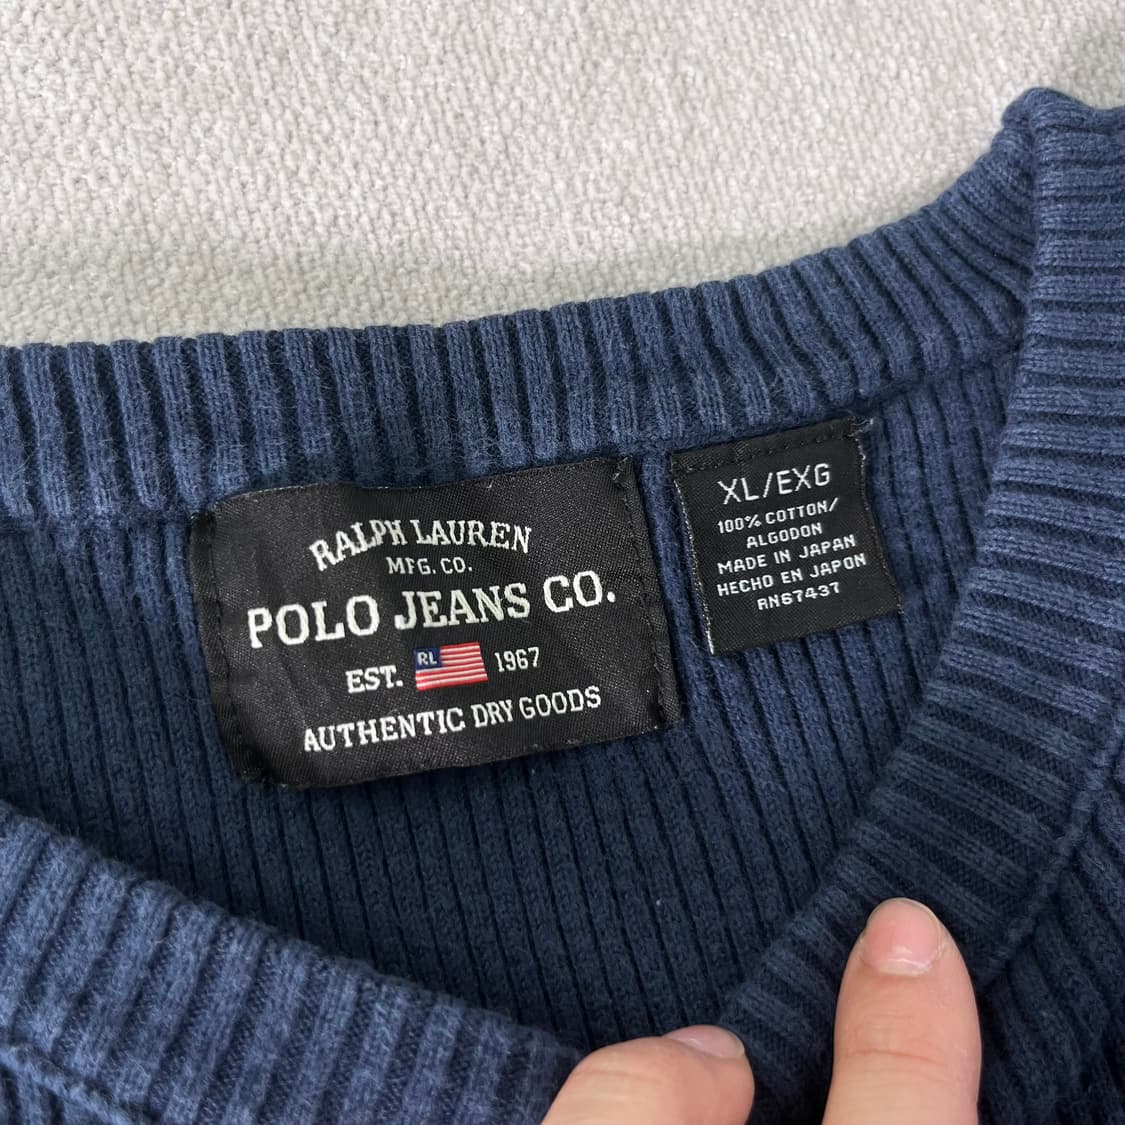 RALPH LAUREN
MFG. CO.
POLO JEANS CO.
EST. RL 1967
AUTHENTIC DRY GOODS
XL/EXG
100% COTTON/
ALGODON
MADE IN JAPAN
HECHO EN JAPON
RN67437